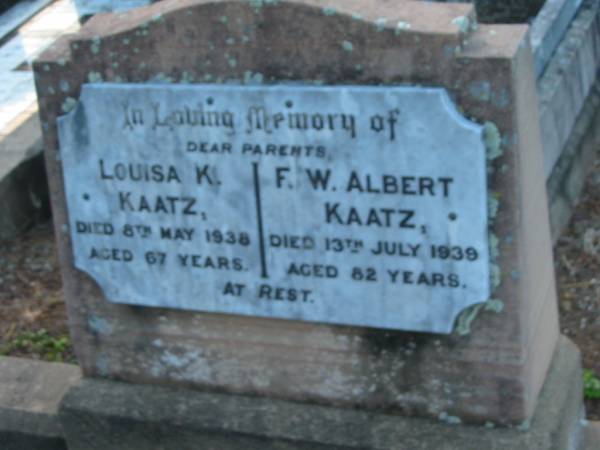 In Loving Memory of
DEAR PARENTS,
LOUISA K.
KAATZ,
DIED 8TH MAY 1938
AGED 67 YEARS.
F. W. ALBERT
KAATZ,
DIED 13TH JULY 1939
AGED 82 YEARS.
AT REST.